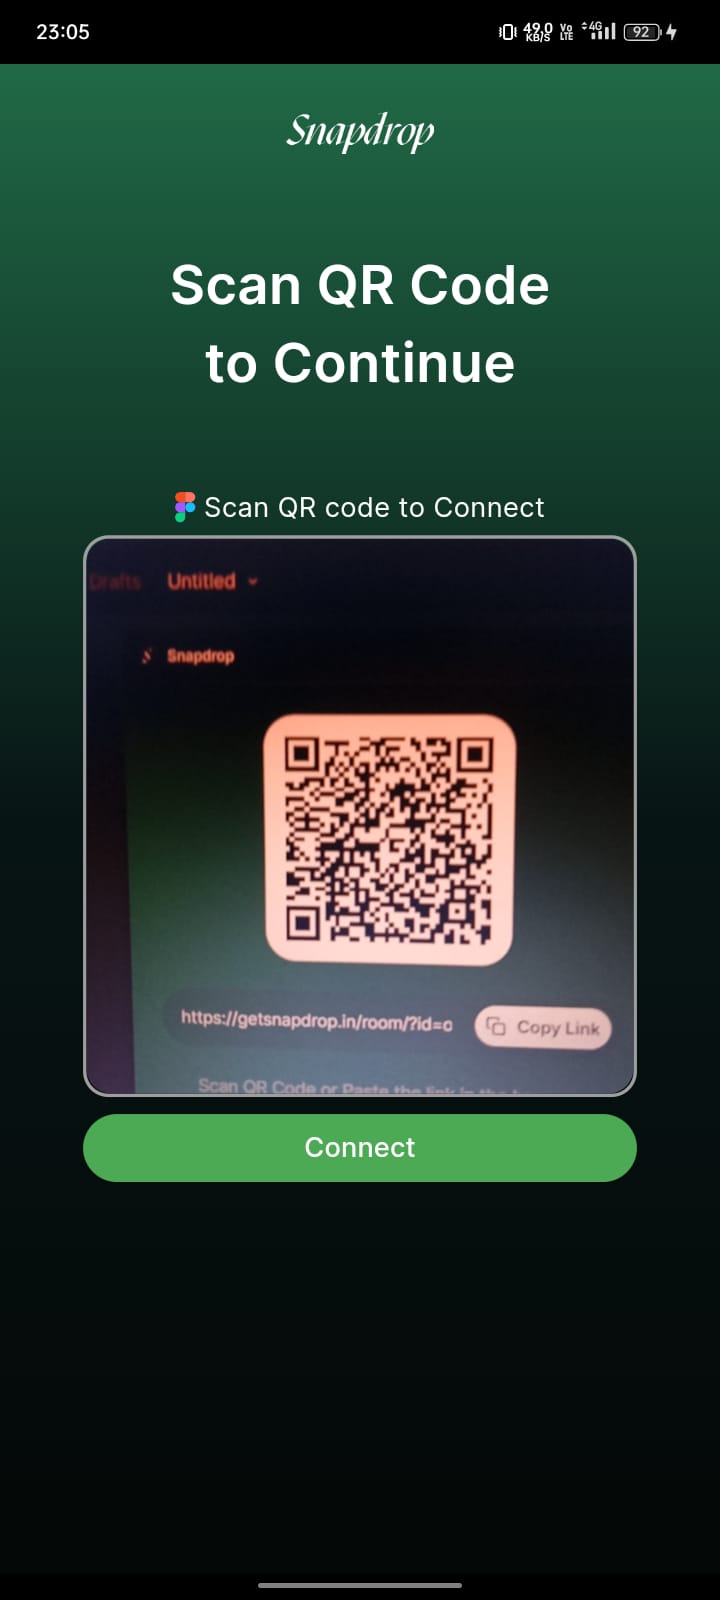 23:05
49.0
KB/S
Vo
LTE
4G
92
Snapdrop
Scan QR Code
to Continue
Scan QR code to Connect
Drafts
Untitled
Snapdrop
https://getsnapdrop.in/room/?id=c
Copy Link
Scan QR Code or Paste the link in the
Connect